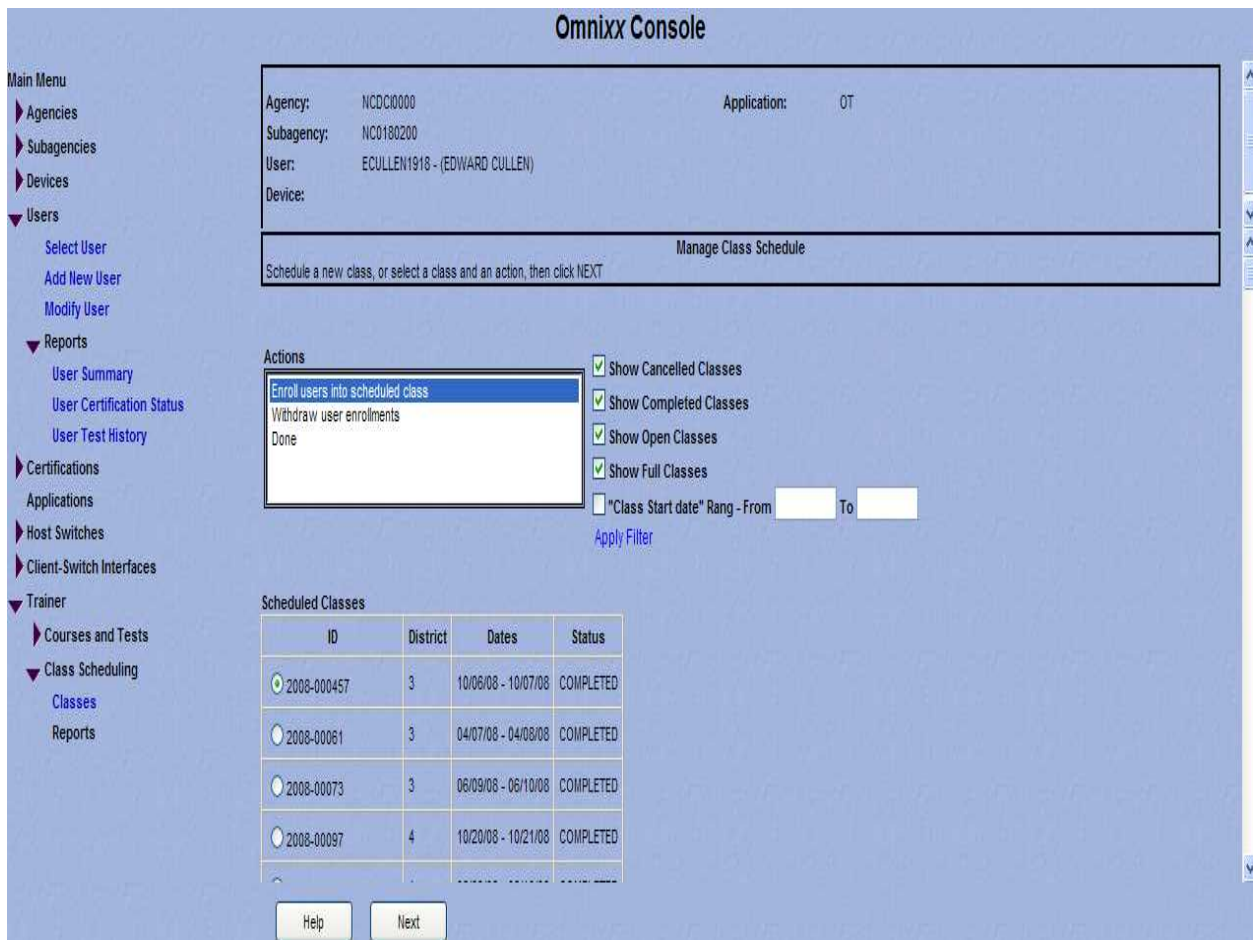 Omnixx Console
Main Menu
Agencies
Subagencies
Devices
Users
Select User
Add New User
Modify User
Reports
User Summary
User Certification Status
User Test History
Certifications
Applications
Host Switches
Client-Switch Interfaces
Trainer
Courses and Tests
Class Scheduling
Classes
Reports
Agency: NCDCI0000 Application: OT
Subagency: NC0180200
User: ECULLEN1918 - (EDWARD CULLEN)
Device:
Manage Class Schedule
Schedule a new class, or select a class and an action, then click NEXT
Actions
Enroll users into scheduled class
Withdraw user enrollments
Done
Show Cancelled Classes
Show Completed Classes
Show Open Classes
Show Full Classes
"Class Start date" Rang - From To
Apply Filter
Scheduled Classes
ID District Dates Status
2008-000457 3 10/06/08 - 10/07/08 COMPLETED
2008-00061 3 04/07/08 - 04/08/08 COMPLETED
2008-00073 3 06/09/08 - 06/10/08 COMPLETED
2008-00097 4 10/20/08 - 10/21/08 COMPLETED
Help Next